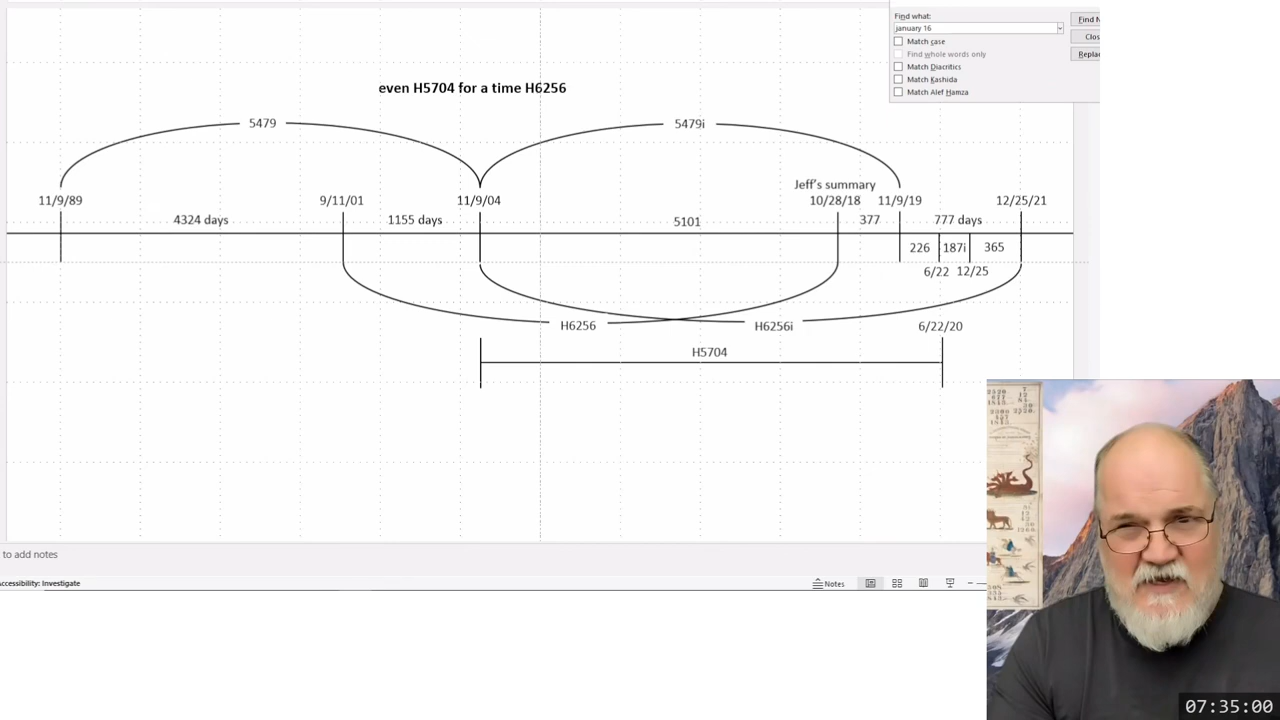 Find what:
january 16
Find N
Match case
Clos
Find whole words only
Replac
Match Diacritics
Match Kashida
Match Alef Hamza
even H5704 for a time H6256
5479
5479i
Jeff's summary
11/9/89
9/11/01
11/9/04
10/28/18
11/9/19
12/25/21
4324 days
1155 days
5101
377
777 days
226
187i
365
6/22
12/25
H6256
H6256i
6/22/20
H5704
to add notes
Accessibility: Investigate
Notes
07:35:00